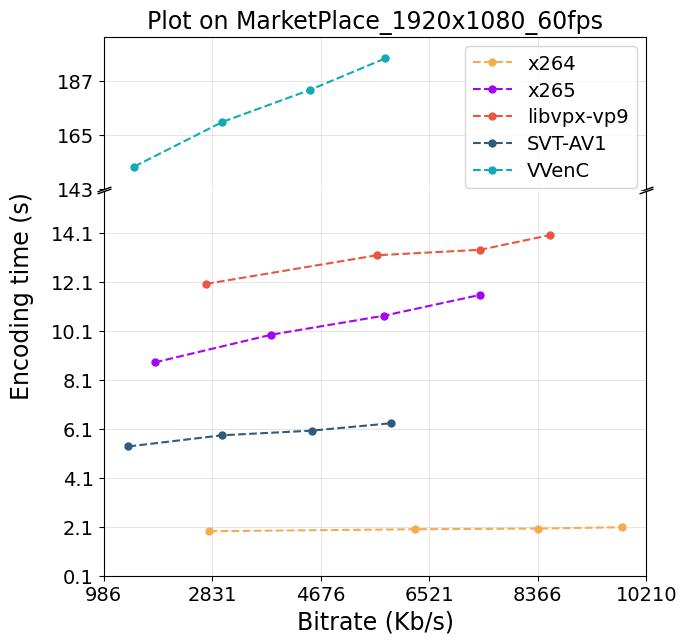 Plot on MarketPlace_1920x1080_60fps
x264
x265
libvpx-vp9
SVT-AV1
VVenC
187
165
143
14.1
12.1
10.1
8.1
6.1
4.1
2.1
0.1
Encoding time (s)
986 2831 4676 6521 8366 10210
Bitrate (Kb/s)